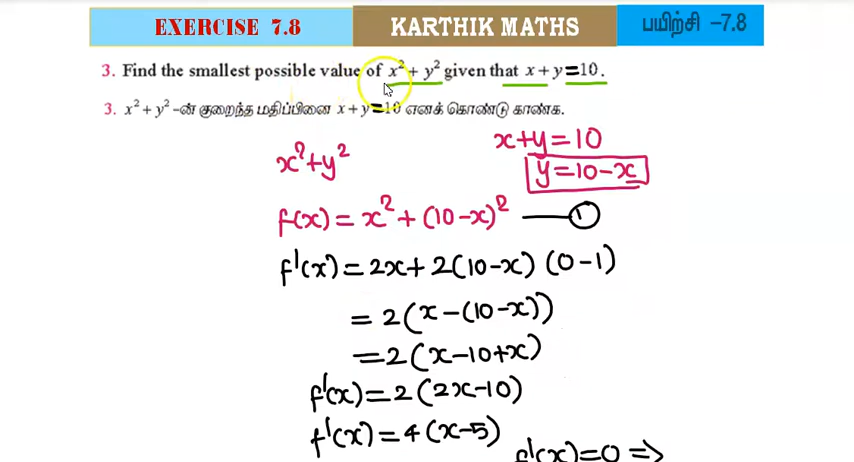 EXERCISE 7.8 KARTHIK MATHS பயிற்சி –7.8
3. Find the smallest possible value of x² + y² given that x + y = 10.
3. x² + y² -ன் குறைந்த மதிப்பினை x + y = 10 எனக் கொண்டு காண்க.
x² + y²
x + y = 10
y = 10 – x
f(x) = x² + (10 – x)² —— ①
f'(x) = 2x + 2(10 – x) (0 – 1)
= 2(x – (10 – x))
= 2(x – 10 + x)
f'(x) = 2(2x – 10)
f'(x) = 4(x – 5)
f'(x) = 0 ⇒